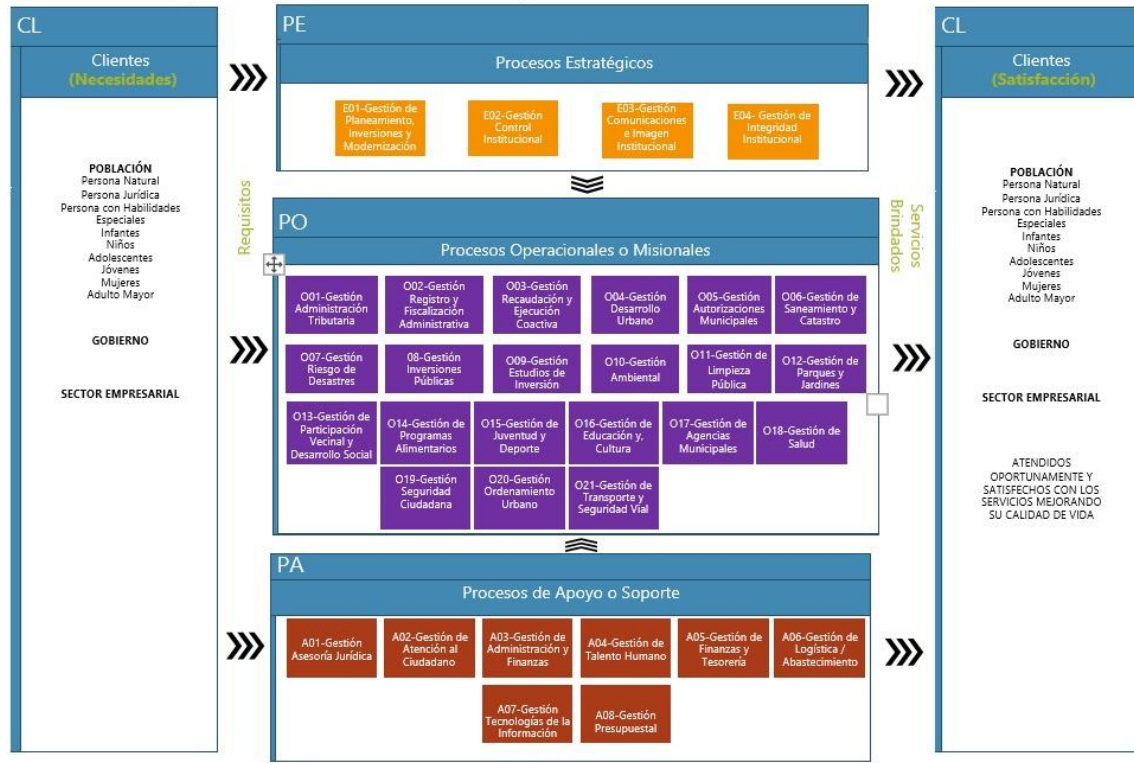 CL
Clientes
(Necesidades)
POBLACIÓN
Persona Natural
Persona Jurídica
Persona con Habilidades
Especiales
Infantes
Niños
Adolescentes
Jóvenes
Mujeres
Adulto Mayor
GOBIERNO
SECTOR EMPRESARIAL
Requisitos
PE
Procesos Estratégicos
E01-Gestión de
Planeamiento,
Inversiones y
Modernización
E02-Gestión
Control
Institucional
E03-Gestión
Comunicaciones
e Imagen
Institucional
E04- Gestión de
Integridad
Institucional
PO
Procesos Operacionales o Misionales
O01-Gestión
Administración
Tributaria
O02-Gestión
Registro y
Fiscalización
Administrativa
O03-Gestión
Recaudación y
Ejecución
Coactiva
O04-Gestión
Desarrollo
Urbano
O05-Gestión
Autorizaciones
Municipales
O06-Gestión de
Saneamiento y
Catastro
O07-Gestión
Riesgo de
Desastres
08-Gestión
Inversiones
Públicas
O09-Gestión
Estudios de
Inversión
O10-Gestión
Ambiental
O11-Gestión de
Limpieza
Pública
O12-Gestión de
Parques y
Jardines
O13-Gestión de
Participación
Vecinal y
Desarrollo Social
O14-Gestión de
Programas
Alimentarios
O15-Gestión de
Juventud y
Deporte
O16-Gestión de
Educación y,
Cultura
O17-Gestión de
Agencias
Municipales
O18-Gestión de
Salud
O19-Gestión
Seguridad
Ciudadana
O20-Gestión
Ordenamiento
Urbano
O21-Gestión de
Transporte y
Seguridad Vial
PA
Procesos de Apoyo o Soporte
A01-Gestión
Asesoría Jurídica
A02-Gestión de
Atención al
Ciudadano
A03-Gestión de
Administración y
Finanzas
A04-Gestión de
Talento Humano
A05-Gestión de
Finanzas y
Tesorería
A06-Gestión de
Logística /
Abastecimiento
A07-Gestión
Tecnologías de la
Información
A08-Gestión
Presupuestal
Servicios
Brindados
CL
Clientes
(Satisfacción)
POBLACIÓN
Persona Natural
Persona Jurídica
Persona con Habilidades
Especiales
Infantes
Niños
Adolescentes
Jóvenes
Mujeres
Adulto Mayor
GOBIERNO
SECTOR EMPRESARIAL
ATENDIDOS
OPORTUNAMENTE Y
SATISFECHOS CON LOS
SERVICIOS MEJORANDO
SU CALIDAD DE VIDA